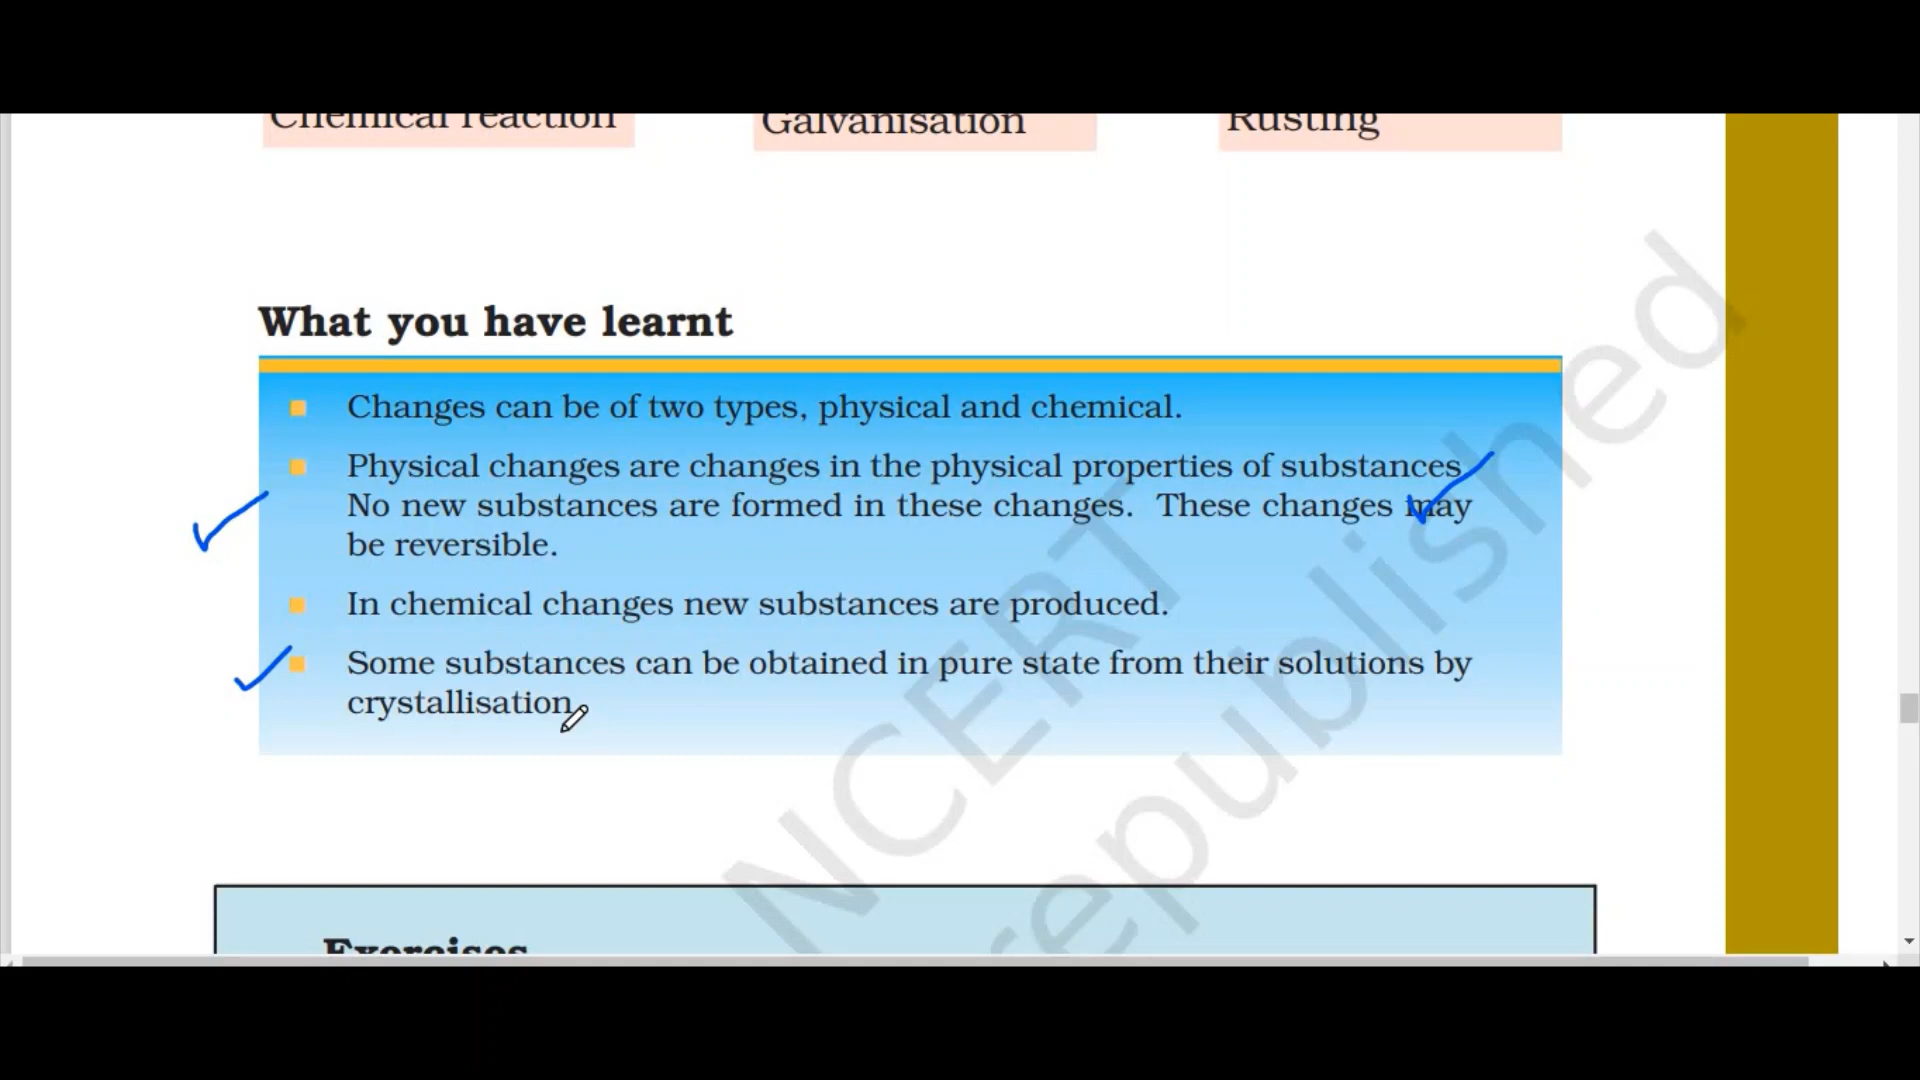 Chemical reaction Galvanisation Rusting
What you have learnt
Changes can be of two types, physical and chemical.
Physical changes are changes in the physical properties of substances.
No new substances are formed in these changes. These changes may
be reversible.
In chemical changes new substances are produced.
Some substances can be obtained in pure state from their solutions by
crystallisation.
Exercises
NCERT
republished